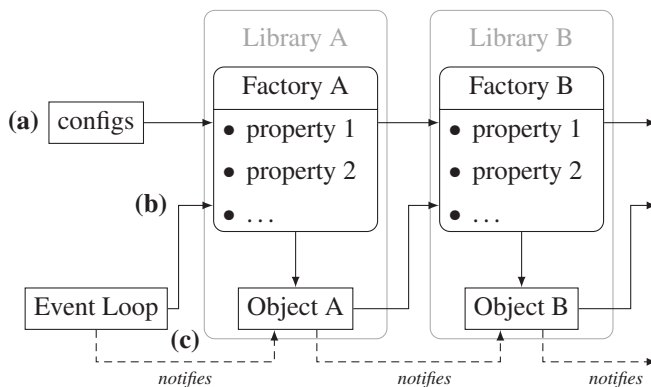 Library A
Library B
Factory A
Factory B
(a)
configs
• property 1
• property 2
• ...
• property 1
• property 2
• ...
(b)
Event Loop
Object A
Object B
(c)
notifies
notifies
notifies